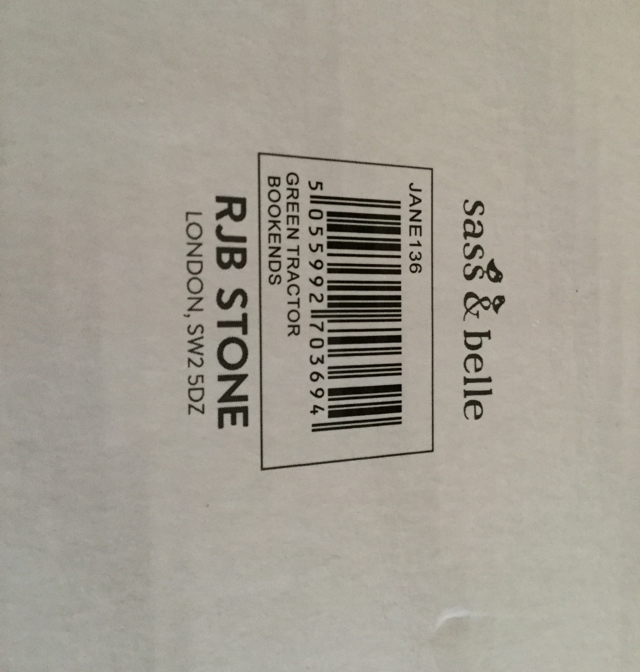 sass & belle
JANE136
5 055992 703694
GREEN TRACTOR
BOOKENDS
RJB STONE
LONDON, SW2 5DZ